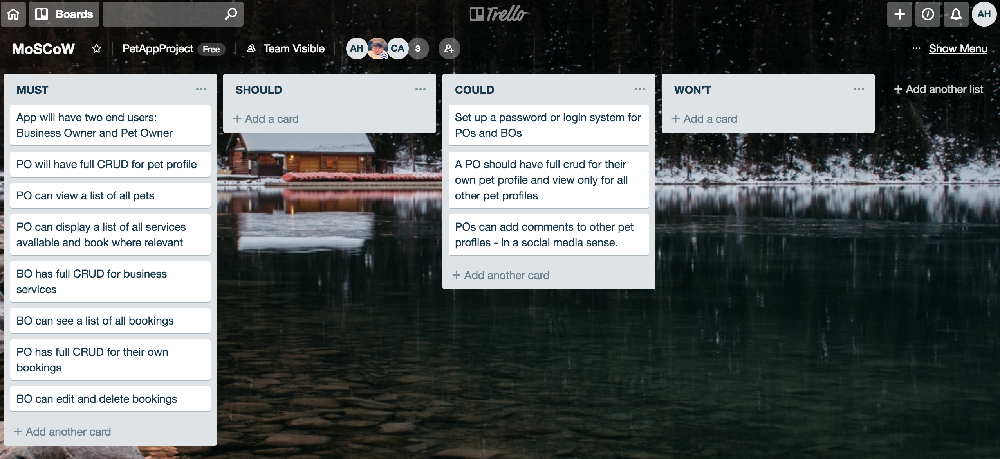 Boards
Trello
AH
MoSCoW
PetAppProject Free
Team Visible
AH CA 3
... Show Menu
MUST
App will have two end users:
Business Owner and Pet Owner
PO will have full CRUD for pet profile
PO can view a list of all pets
PO can display a list of all services
available and book where relevant
BO has full CRUD for business
services
BO can see a list of all bookings
PO has full CRUD for their own
bookings
BO can edit and delete bookings
+ Add another card
SHOULD
+ Add a card
COULD
Set up a password or login system for
POs and BOs
A PO should have full crud for their
own pet profile and view only for all
other pet profiles
POs can add comments to other pet
profiles - in a social media sense.
+ Add another card
WON’T
+ Add a card
+ Add another list